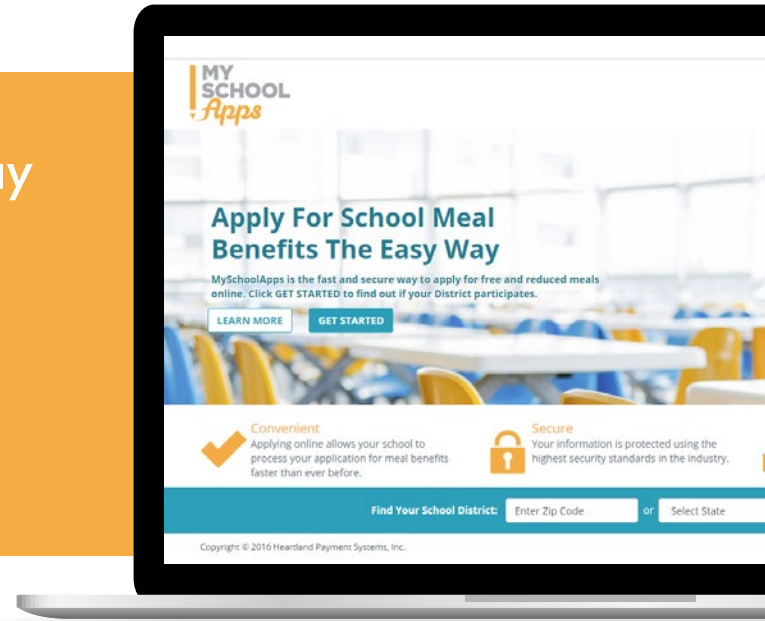 MY
SCHOOL
Apps
Apply For School Meal
Benefits The Easy Way
MySchoolApps is the fast and secure way to apply for free and reduced meals
online. Click GET STARTED to find out if your District participates.
LEARN MORE
GET STARTED
Convenient
Applying online allows your school to
process your application for meal benefits
faster than ever before.
Secure
Your information is protected using the
highest security standards in the industry.
Find Your School District: Enter Zip Code or Select State
Copyright © 2016 Heartland Payment Systems, Inc.